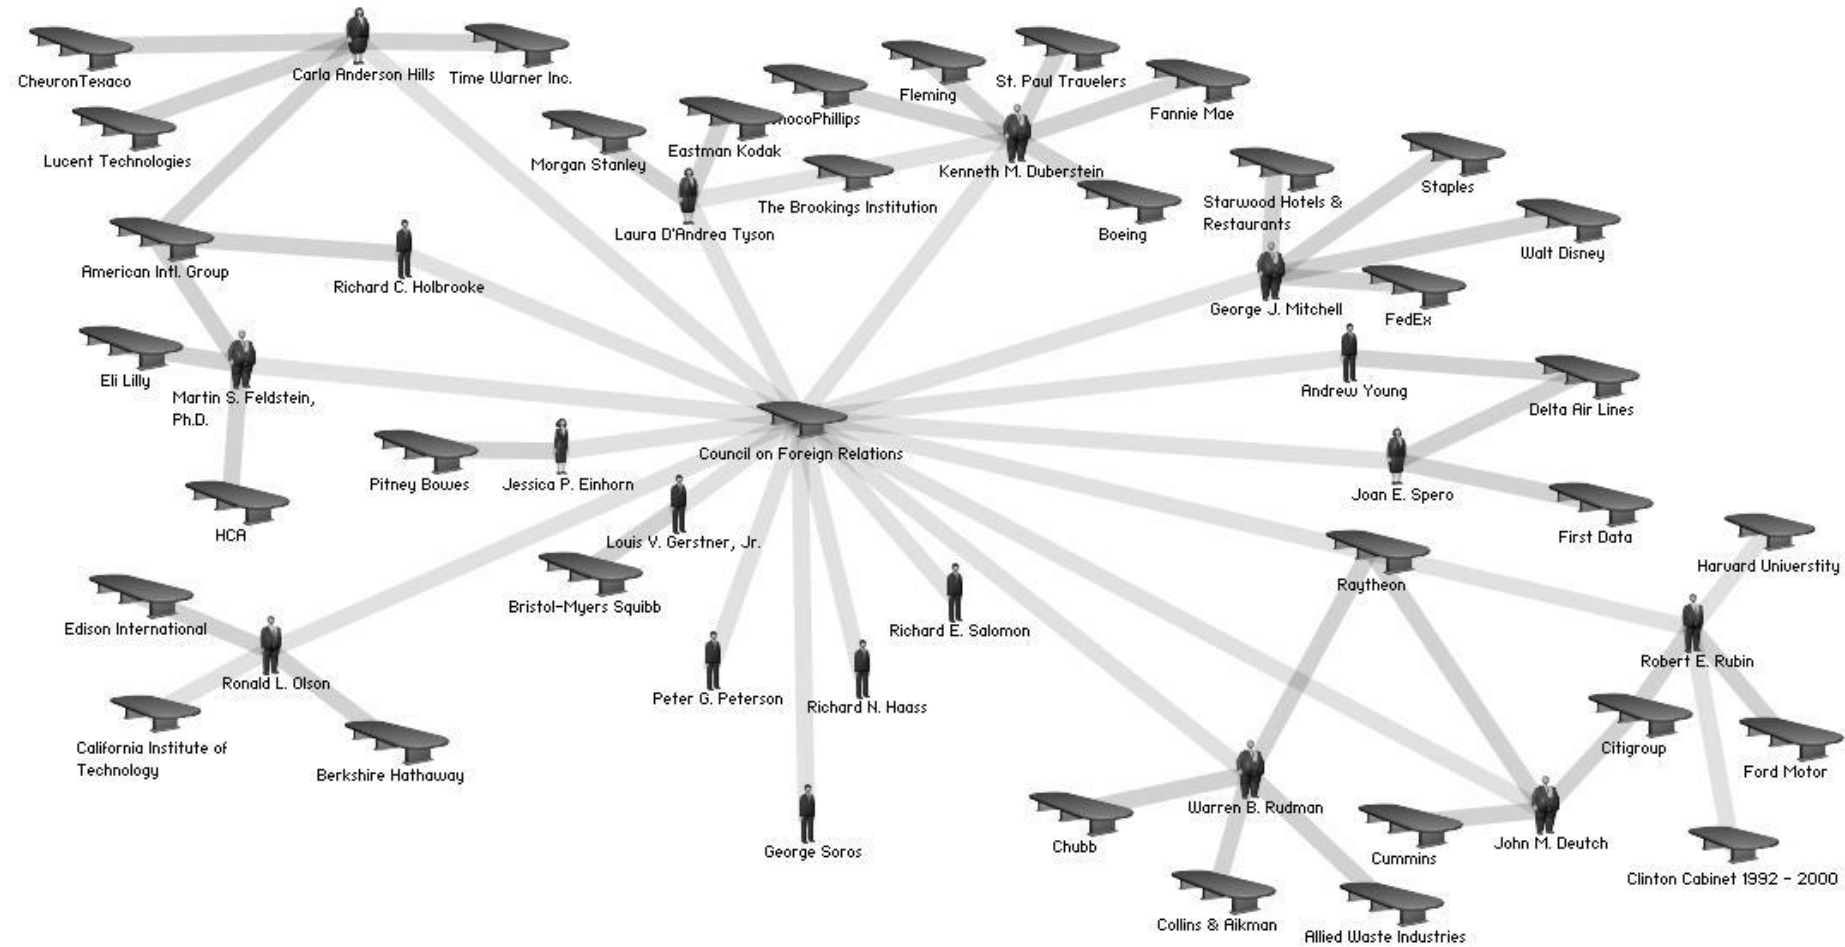 ChevronTexaco
Carla Anderson Hills
Time Warner Inc.
St. Paul Travelers
Fleming
Fannie Mae
nocoPhillips
Lucent Technologies
Morgan Stanley
Eastman Kodak
Kenneth M. Duberstein
Staples
The Brookings Institution
Starwood Hotels &
Restaurants
Laura D'Andrea Tyson
Boeing
Walt Disney
American Intl. Group
Richard C. Holbrooke
George J. Mitchell
FedEx
Eli Lilly
Martin S. Feldstein,
Ph.D.
Andrew Young
Delta Air Lines
Council on Foreign Relations
Pitney Bowes
Jessica P. Einhorn
Joan E. Spero
HCA
Louis V. Gerstner, Jr.
First Data
Harvard Universtity
Raytheon
Bristol-Myers Squibb
Edison International
Richard E. Salomon
Robert E. Rubin
Ronald L. Olson
Peter G. Peterson
Richard N. Haass
California Institute of
Technology
Berkshire Hathaway
Citigroup
Ford Motor
Warren B. Rudman
George Soros
Chubb
Cummins
John M. Deutch
Clinton Cabinet 1992 - 2000
Collins & Aikman
Allied Waste Industries